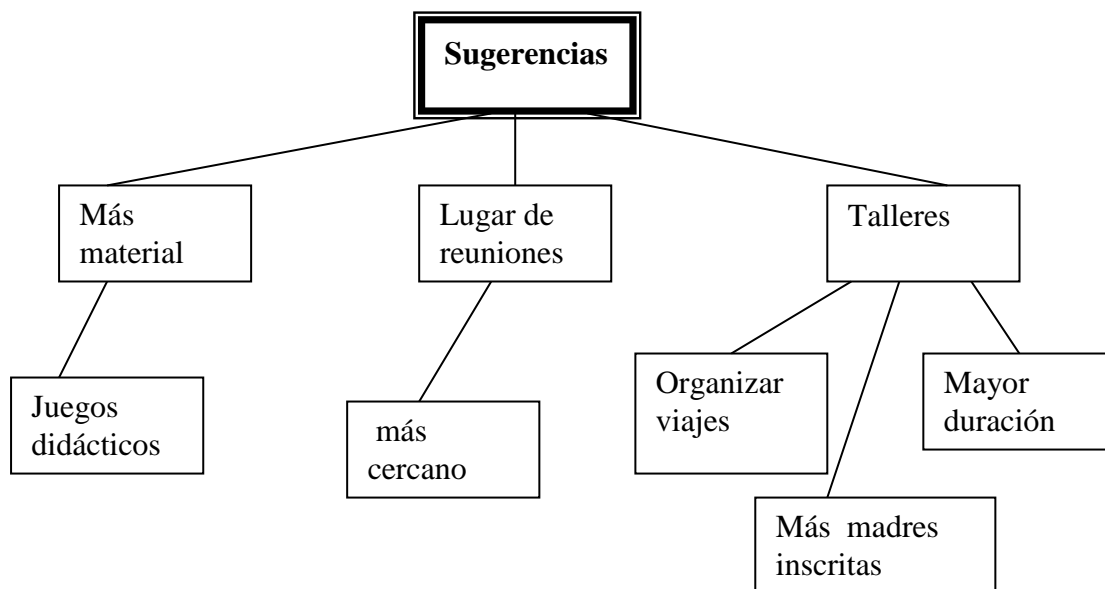 Sugerencias
Más
material
Lugar de
reuniones
Talleres
Juegos
didácticos
más
cercano
Organizar
viajes
Mayor
duración
Más madres
inscritas